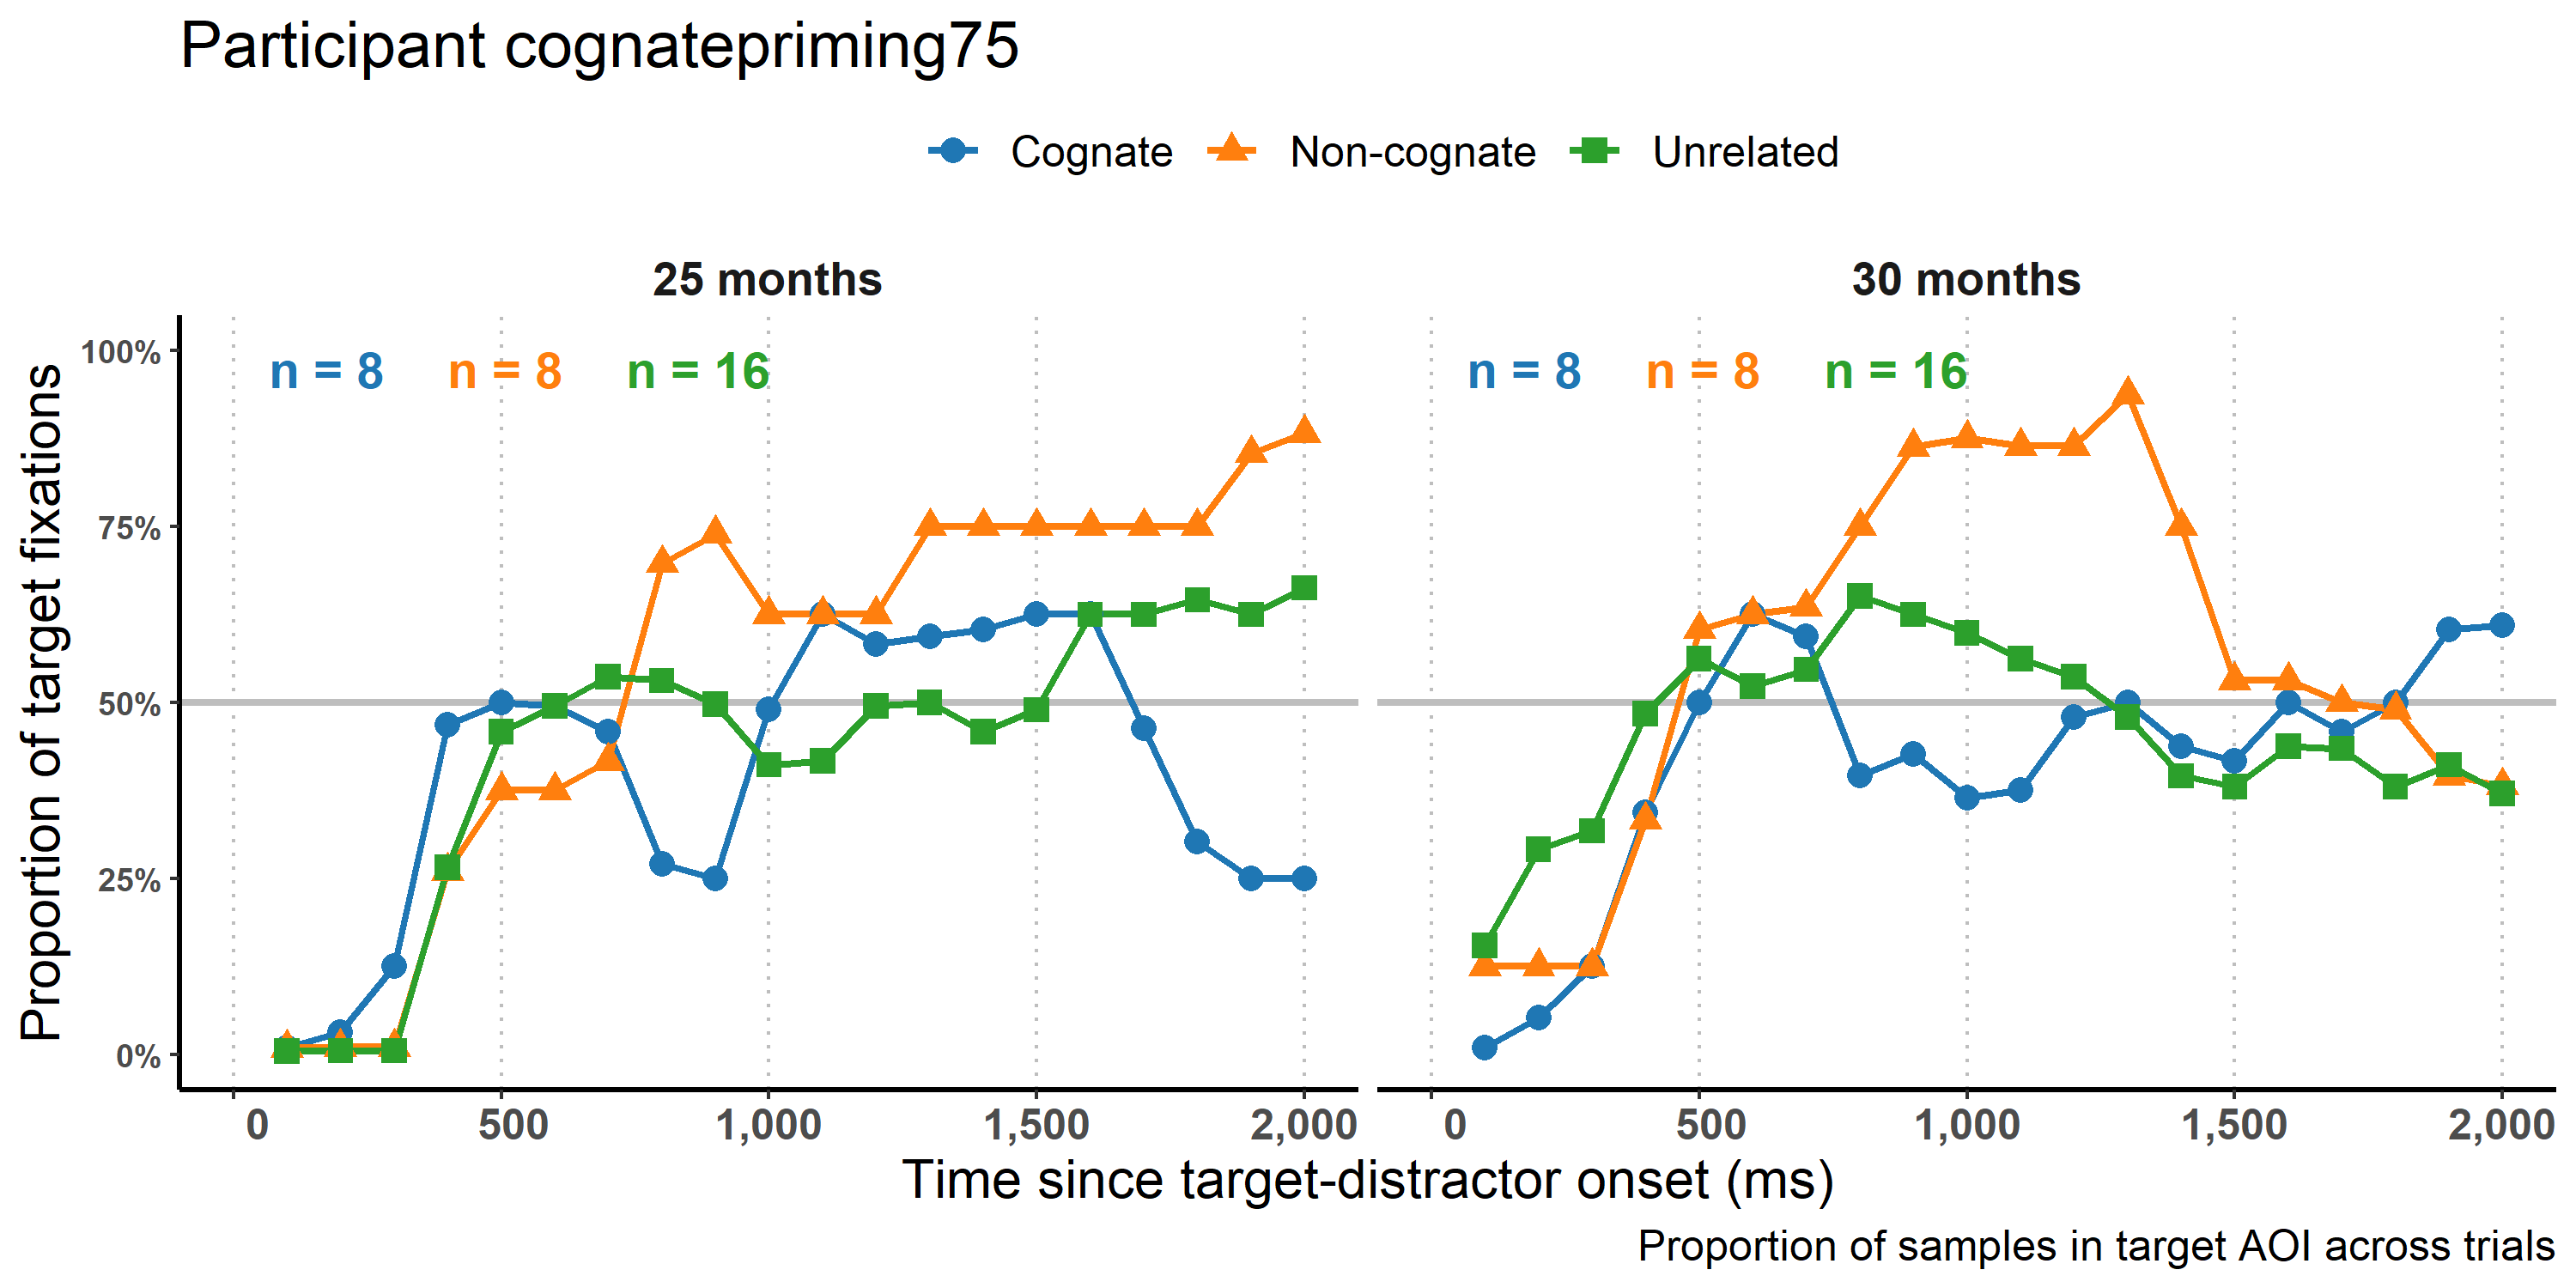 Participant cognatepriming75
Cognate Non-cognate Unrelated
25 months 30 months
n = 8 n = 8 n = 16 n = 8 n = 8 n = 16
100%
75%
50%
25%
0%
Proportion of target fixations
0 500 1,000 1,500 2,000 0 500 1,000 1,500 2,000
Time since target-distractor onset (ms)
Proportion of samples in target AOI across trials